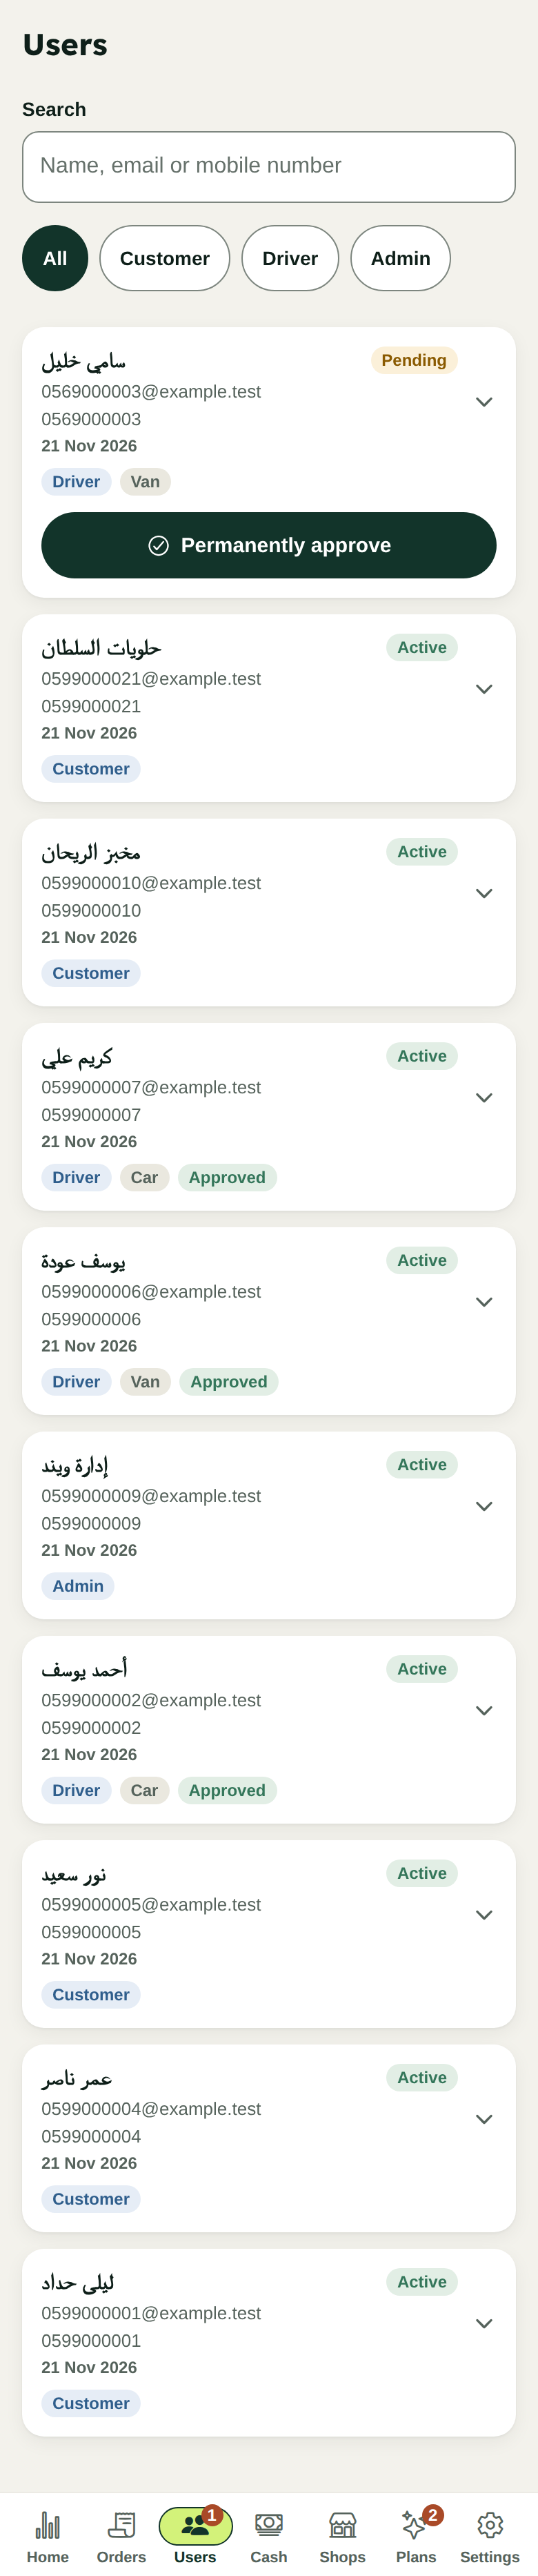 Users
Search
Name, email or mobile number
All Customer Driver Admin
سامي خليل Pending
0569000003@example.test
0569000003
21 Nov 2026
Driver Van
Permanently approve
حلويات السلطان Active
0599000021@example.test
0599000021
21 Nov 2026
Customer
مخبز الريحان Active
0599000010@example.test
0599000010
21 Nov 2026
Customer
كريم علي Active
0599000007@example.test
0599000007
21 Nov 2026
Driver Car Approved
يوسف عودة Active
0599000006@example.test
0599000006
21 Nov 2026
Driver Van Approved
إدارة ويند Active
0599000009@example.test
0599000009
21 Nov 2026
Admin
أحمد يوسف Active
0599000002@example.test
0599000002
21 Nov 2026
Driver Car Approved
نور سعيد Active
0599000005@example.test
0599000005
21 Nov 2026
Customer
عمر ناصر Active
0599000004@example.test
0599000004
21 Nov 2026
Customer
ليلى حداد Active
0599000001@example.test
0599000001
21 Nov 2026
Customer
1 2
Home Orders Users Cash Shops Plans Settings